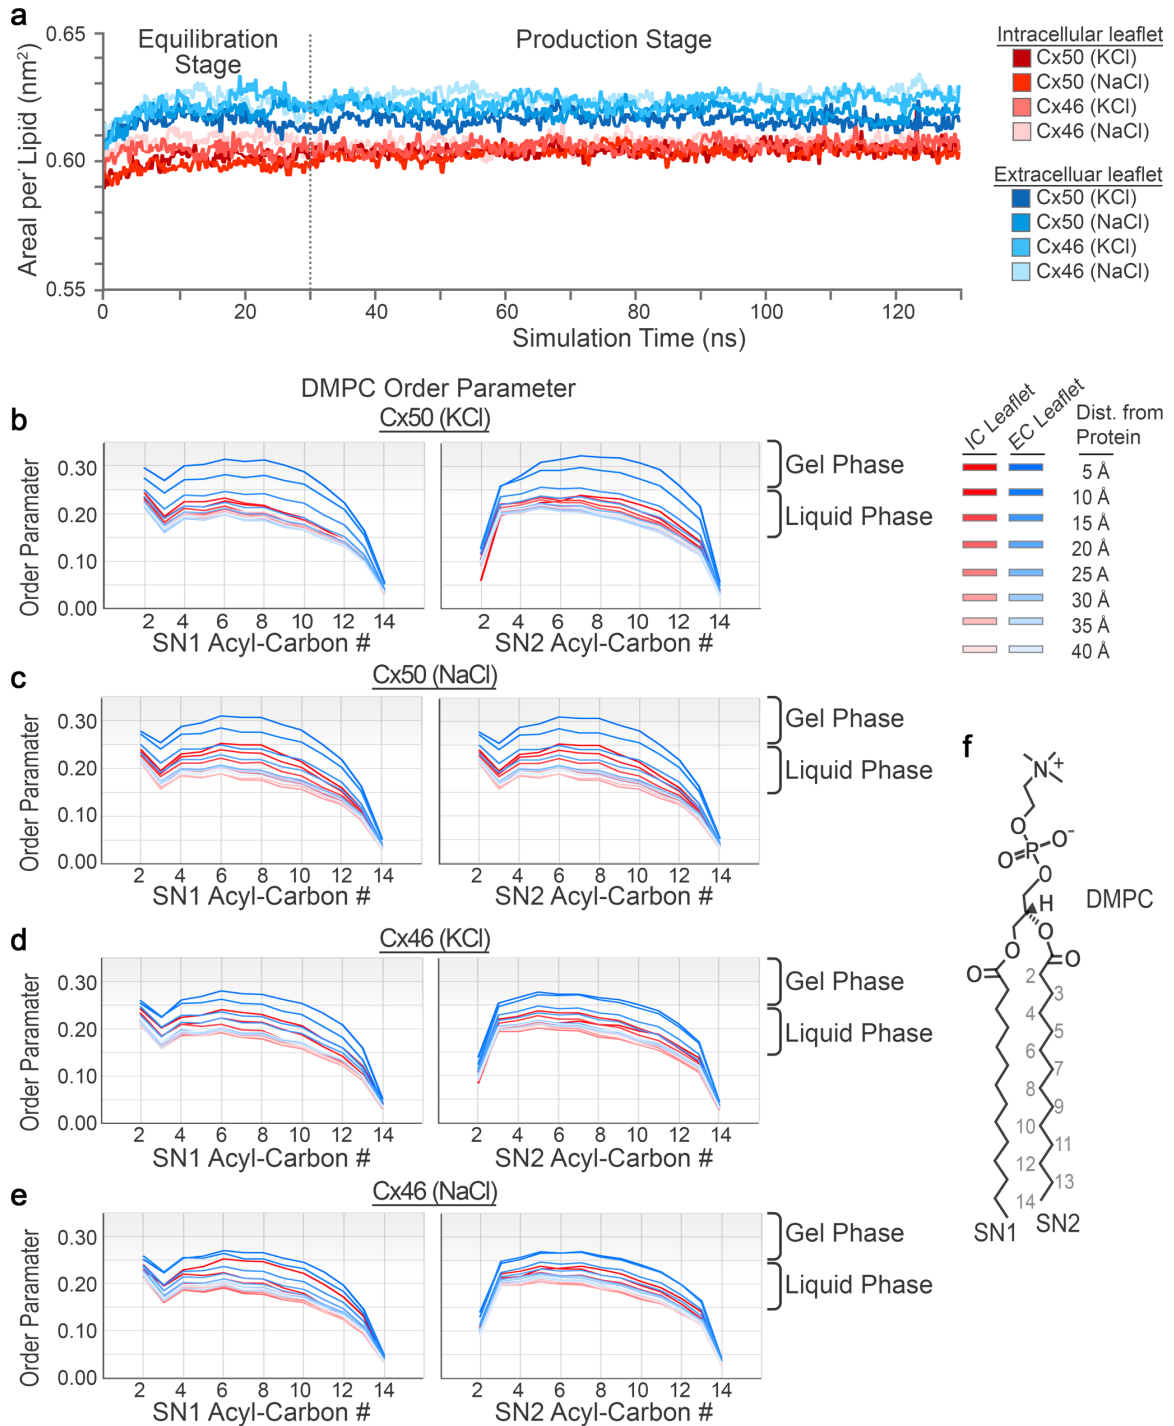 a
0.65
0.60
0.55
Areal per Lipid (nm²)
Equilibration
Stage
Production Stage
0
20
40
60
80
100
120
Simulation Time (ns)
Intracellular leaflet
Cx50 (KCl)
Cx50 (NaCl)
Cx46 (KCl)
Cx46 (NaCl)
Extracelluar leaflet
Cx50 (KCl)
Cx50 (NaCl)
Cx46 (KCl)
Cx46 (NaCl)
DMPC Order Parameter
b
Cx50 (KCl)
Order Paramater
0.30
0.20
0.10
0.00
2 4 6 8 10 12 14
SN1 Acyl-Carbon #
2 4 6 8 10 12 14
SN2 Acyl-Carbon #
Gel Phase
Liquid Phase
IC Leaflet
EC Leaflet
Dist. from
Protein
5 Å
10 Å
15 Å
20 Å
25 A
30 Å
35 Å
40 Å
c
Cx50 (NaCl)
Order Paramater
0.30
0.20
0.10
0.00
2 4 6 8 10 12 14
SN1 Acyl-Carbon #
2 4 6 8 10 12 14
SN2 Acyl-Carbon #
Gel Phase
Liquid Phase
d
Cx46 (KCl)
Order Paramater
0.30
0.20
0.10
0.00
2 4 6 8 10 12 14
SN1 Acyl-Carbon #
2 4 6 8 10 12 14
SN2 Acyl-Carbon #
Gel Phase
Liquid Phase
e
Cx46 (NaCl)
Order Paramater
0.30
0.20
0.10
0.00
2 4 6 8 10 12 14
SN1 Acyl-Carbon #
2 4 6 8 10 12 14
SN2 Acyl-Carbon #
Gel Phase
Liquid Phase
f
N+
O
O P O-
O
H
O
O
O O
DMPC
2
3
4
5
6
7
8
9
10
11
12
13
14
SN1 SN2